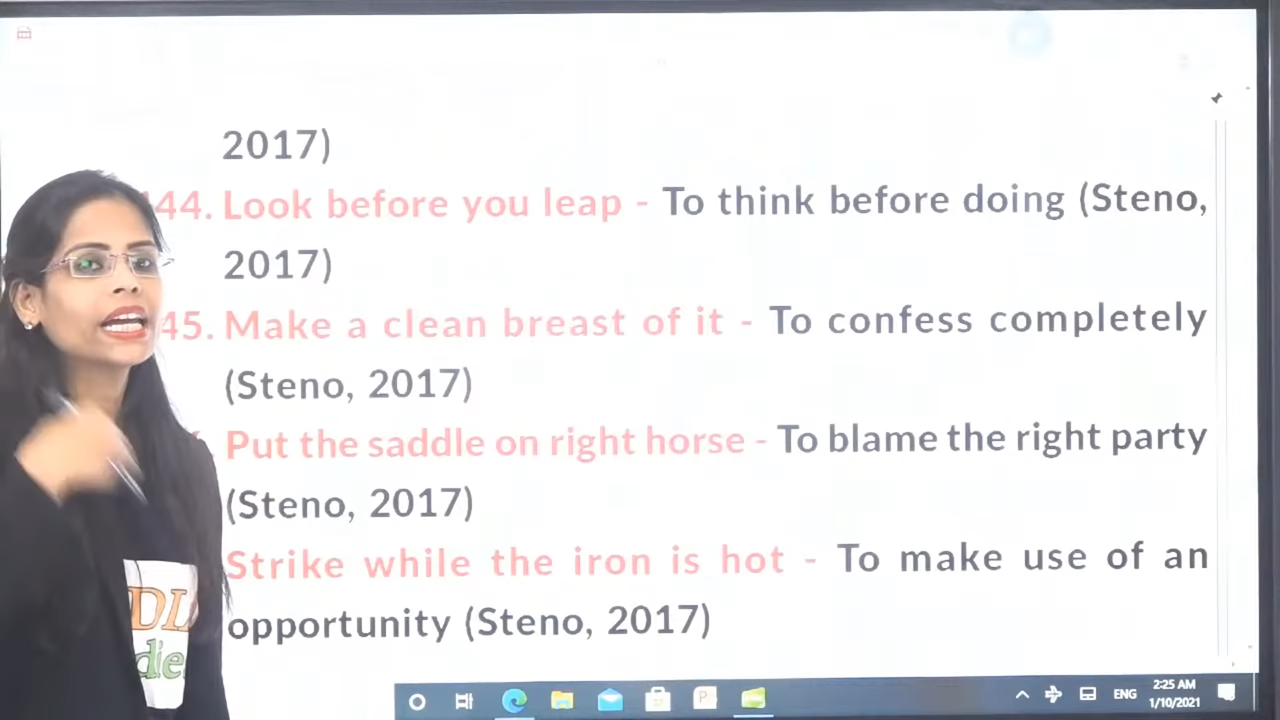 2017)
44. Look before you leap - To think before doing (Steno,
2017)
45. Make a clean breast of it - To confess completely
(Steno, 2017)
Put the saddle on right horse - To blame the right party
(Steno, 2017)
Strike while the iron is hot - To make use of an
opportunity (Steno, 2017)
ENG
2:25 AM
1/10/2021